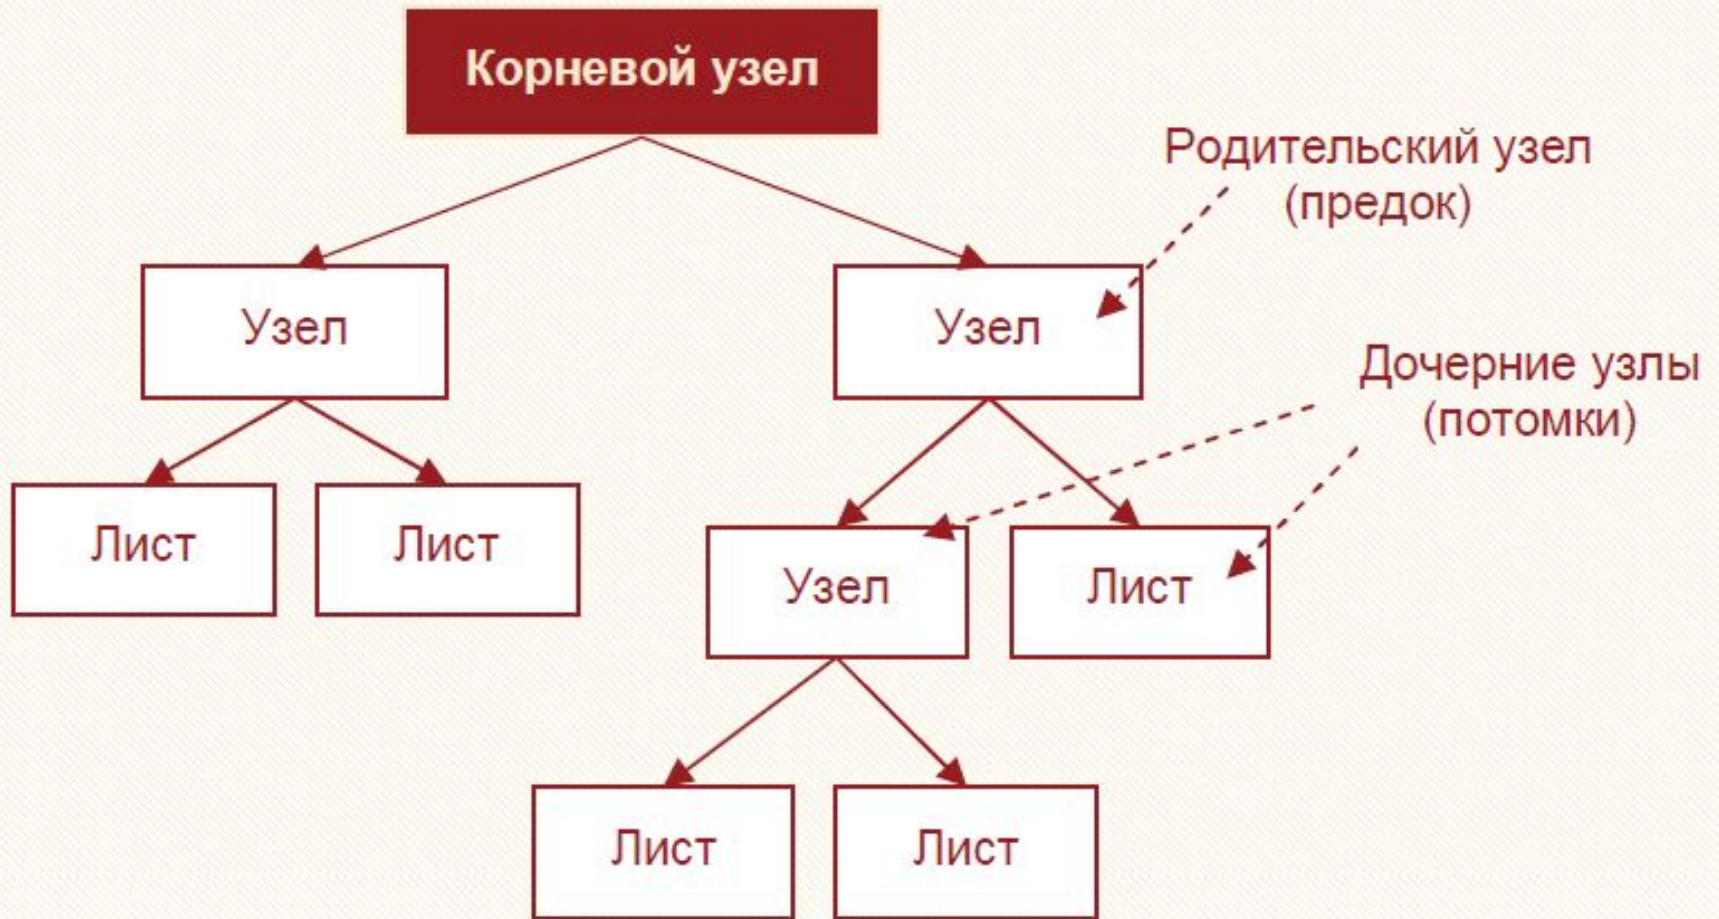 Корневой узел
Родительский узел
(предок)
Узел
Узел
Дочерние узлы
(потомки)
Лист
Лист
Узел
Лист
Лист
Лист